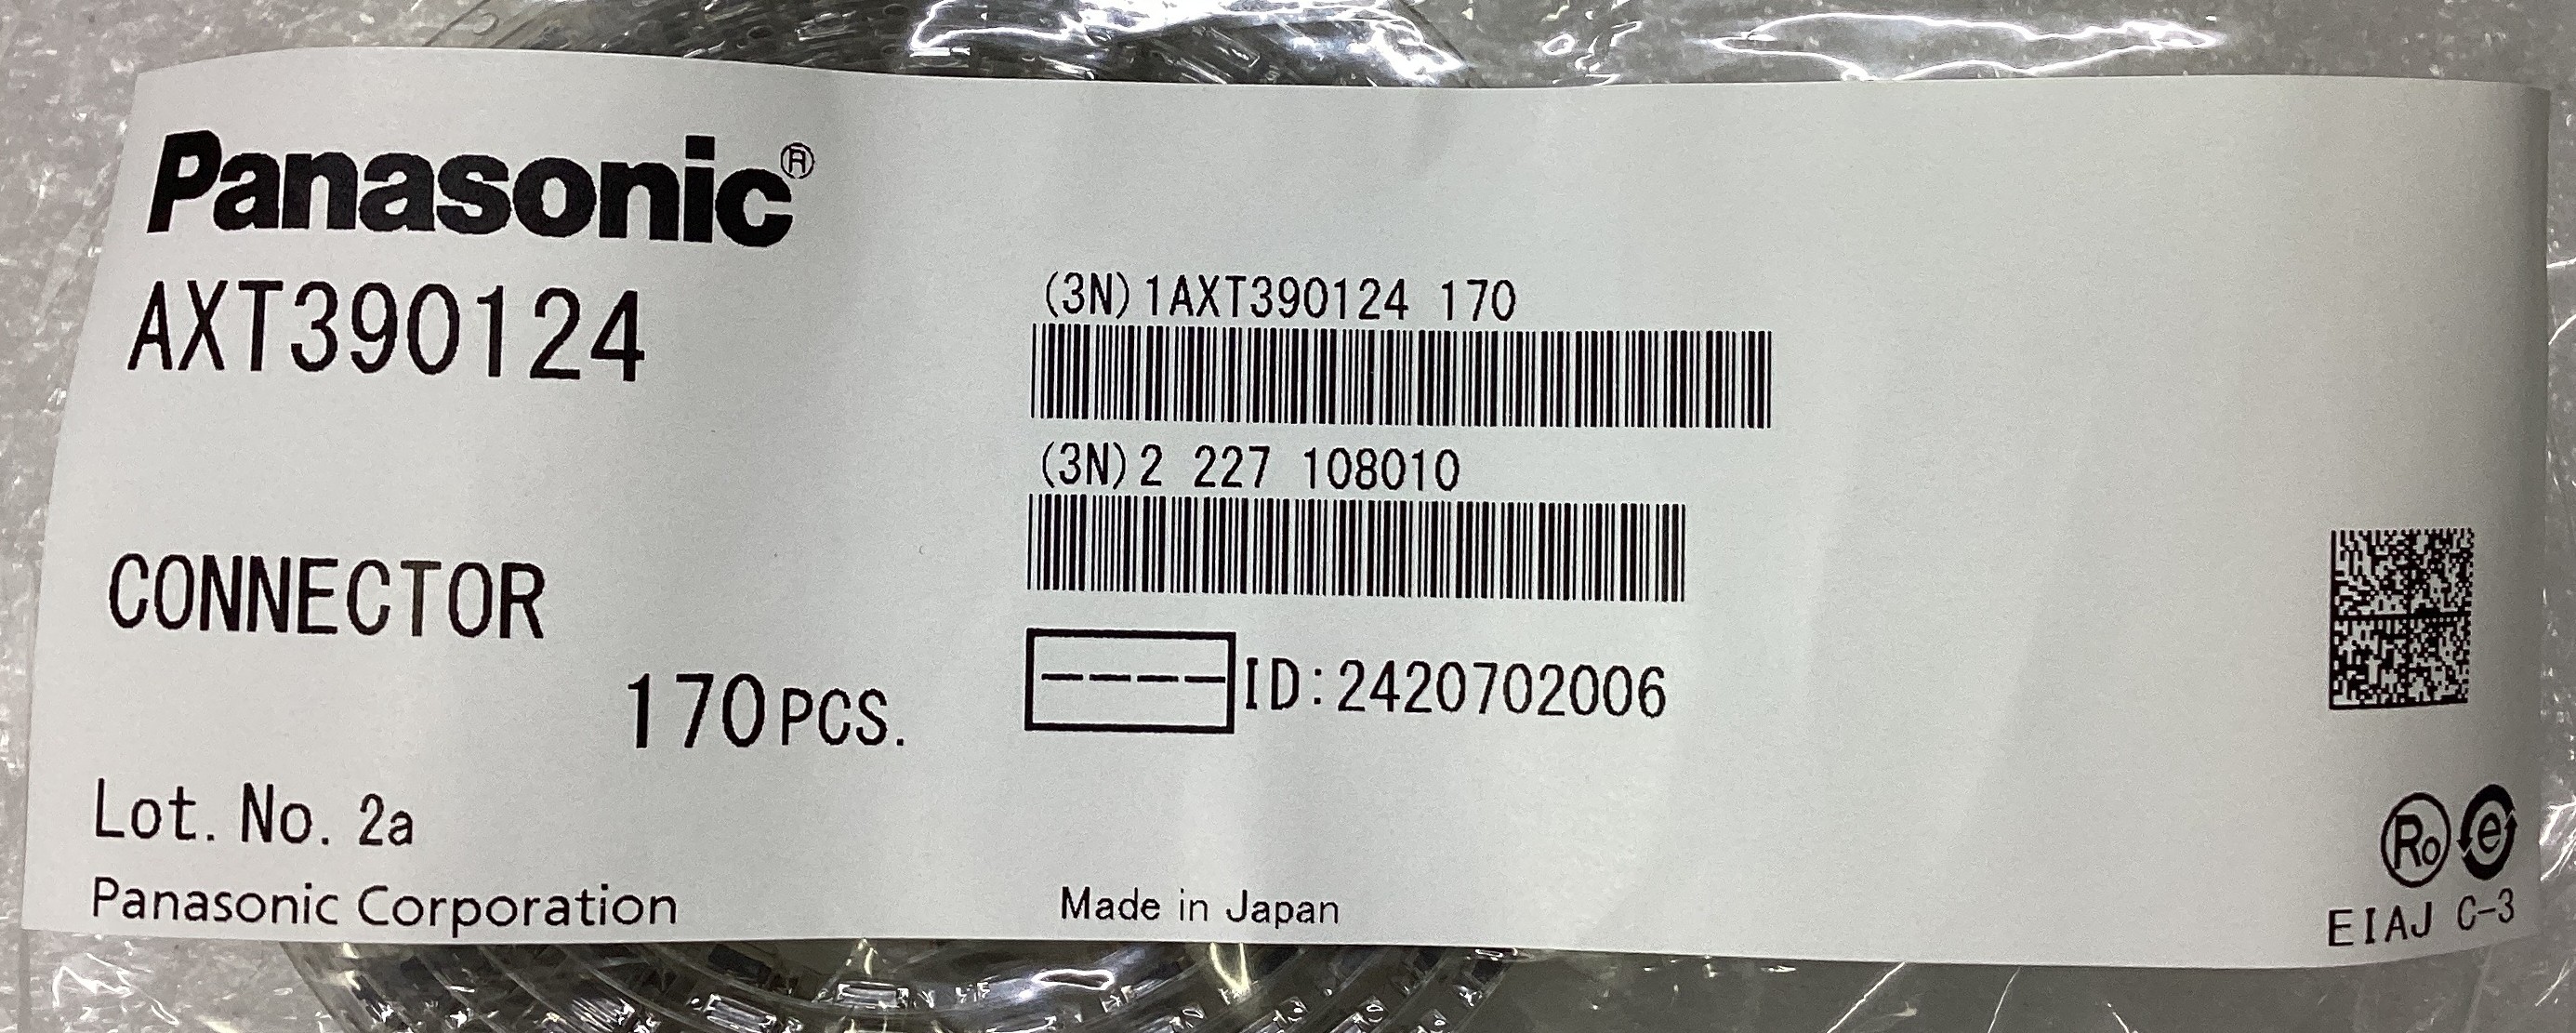 Panasonic®
AXT390124
CONNECTOR
170PCS.
Lot. No. 2a
Panasonic Corporation
(3N)1AXT390124 170
(3N)2 227 108010
---- ID:2420702006
Made in Japan
Ro e
EIAJ C-3